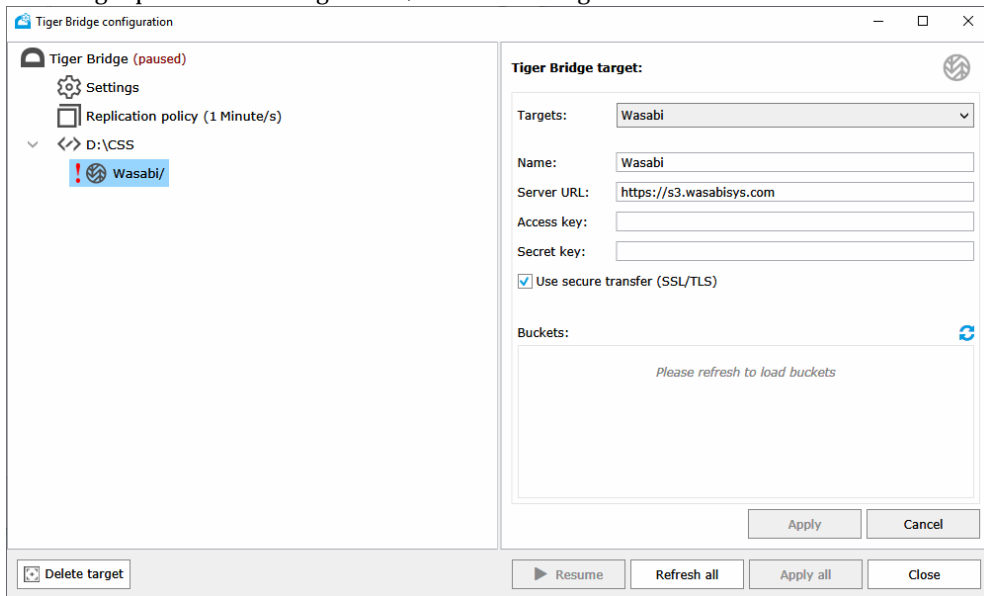 Tiger Bridge configuration
Tiger Bridge (paused)
Settings
Replication policy (1 Minute/s)
D:\CSS
Wasabi/
Tiger Bridge target:
Targets: Wasabi
Name: Wasabi
Server URL: https://s3.wasabisys.com
Access key:
Secret key:
Use secure transfer (SSL/TLS)
Buckets:
Please refresh to load buckets
Apply Cancel
Delete target Resume Refresh all Apply all Close